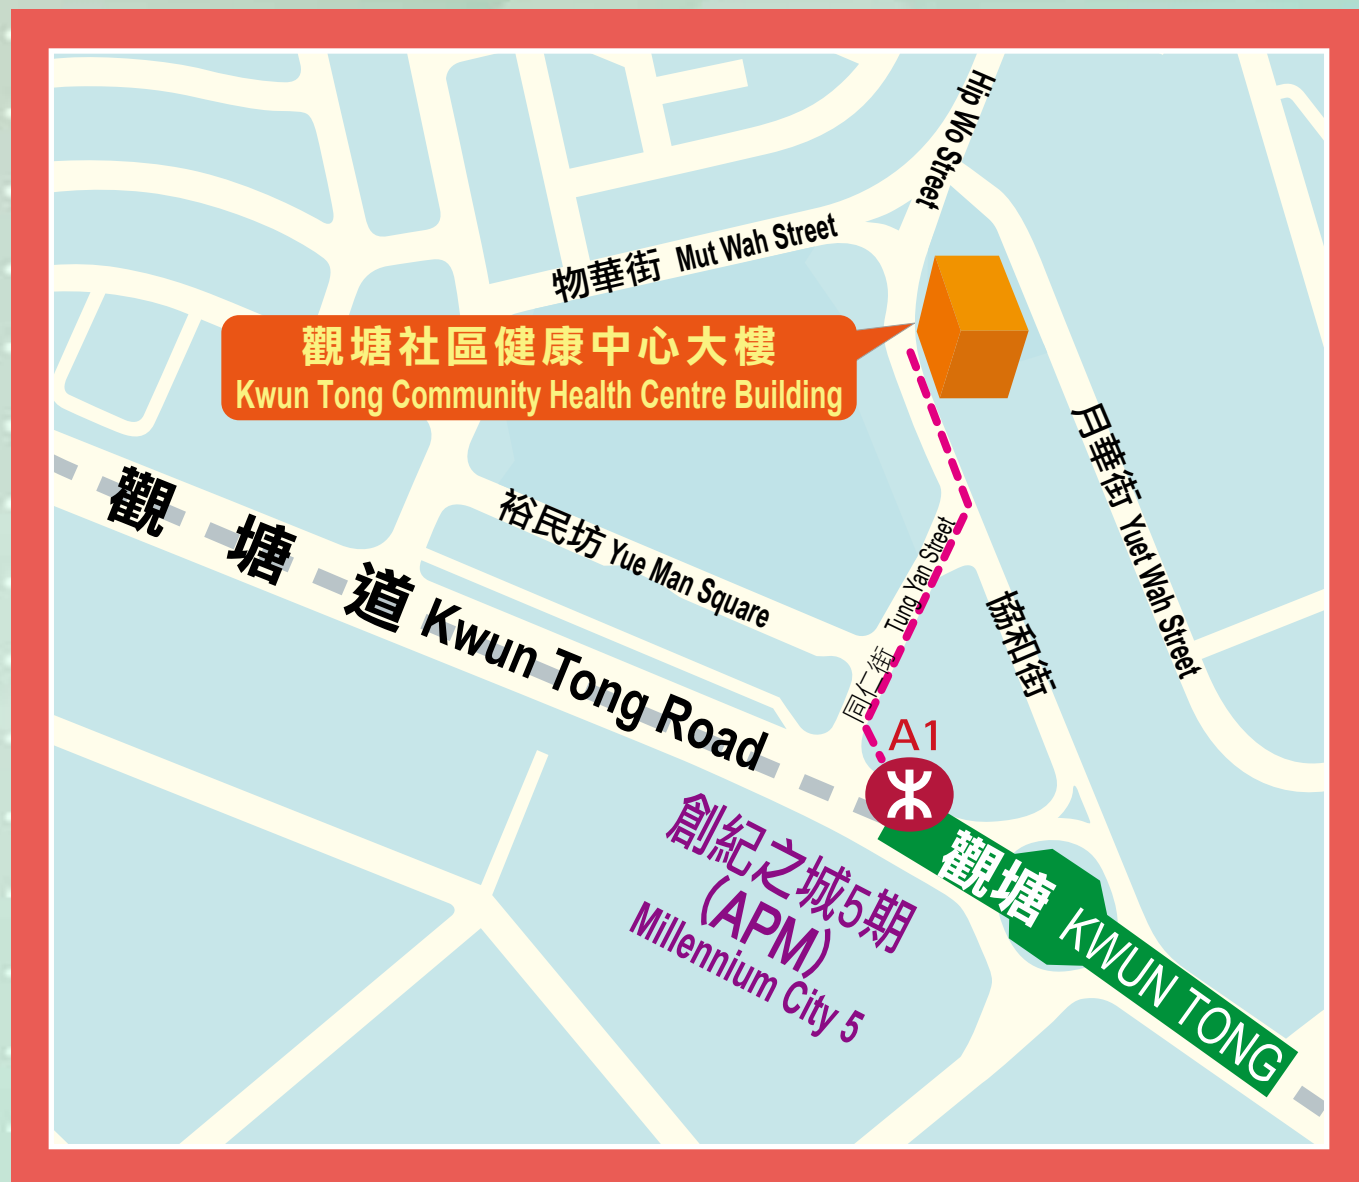 Hip Wo Street
物華街 Mut Wah Street
觀塘社區健康中心大樓
Kwun Tong Community Health Centre Building
月華街 Yuet Wah Street
觀塘道 Kwun Tong Road
裕民坊 Yue Man Square
同仁街 Tung Yan Street
協和街
A1
創紀之城5期
(APM)
Millennium City 5
觀塘 KWUN TONG